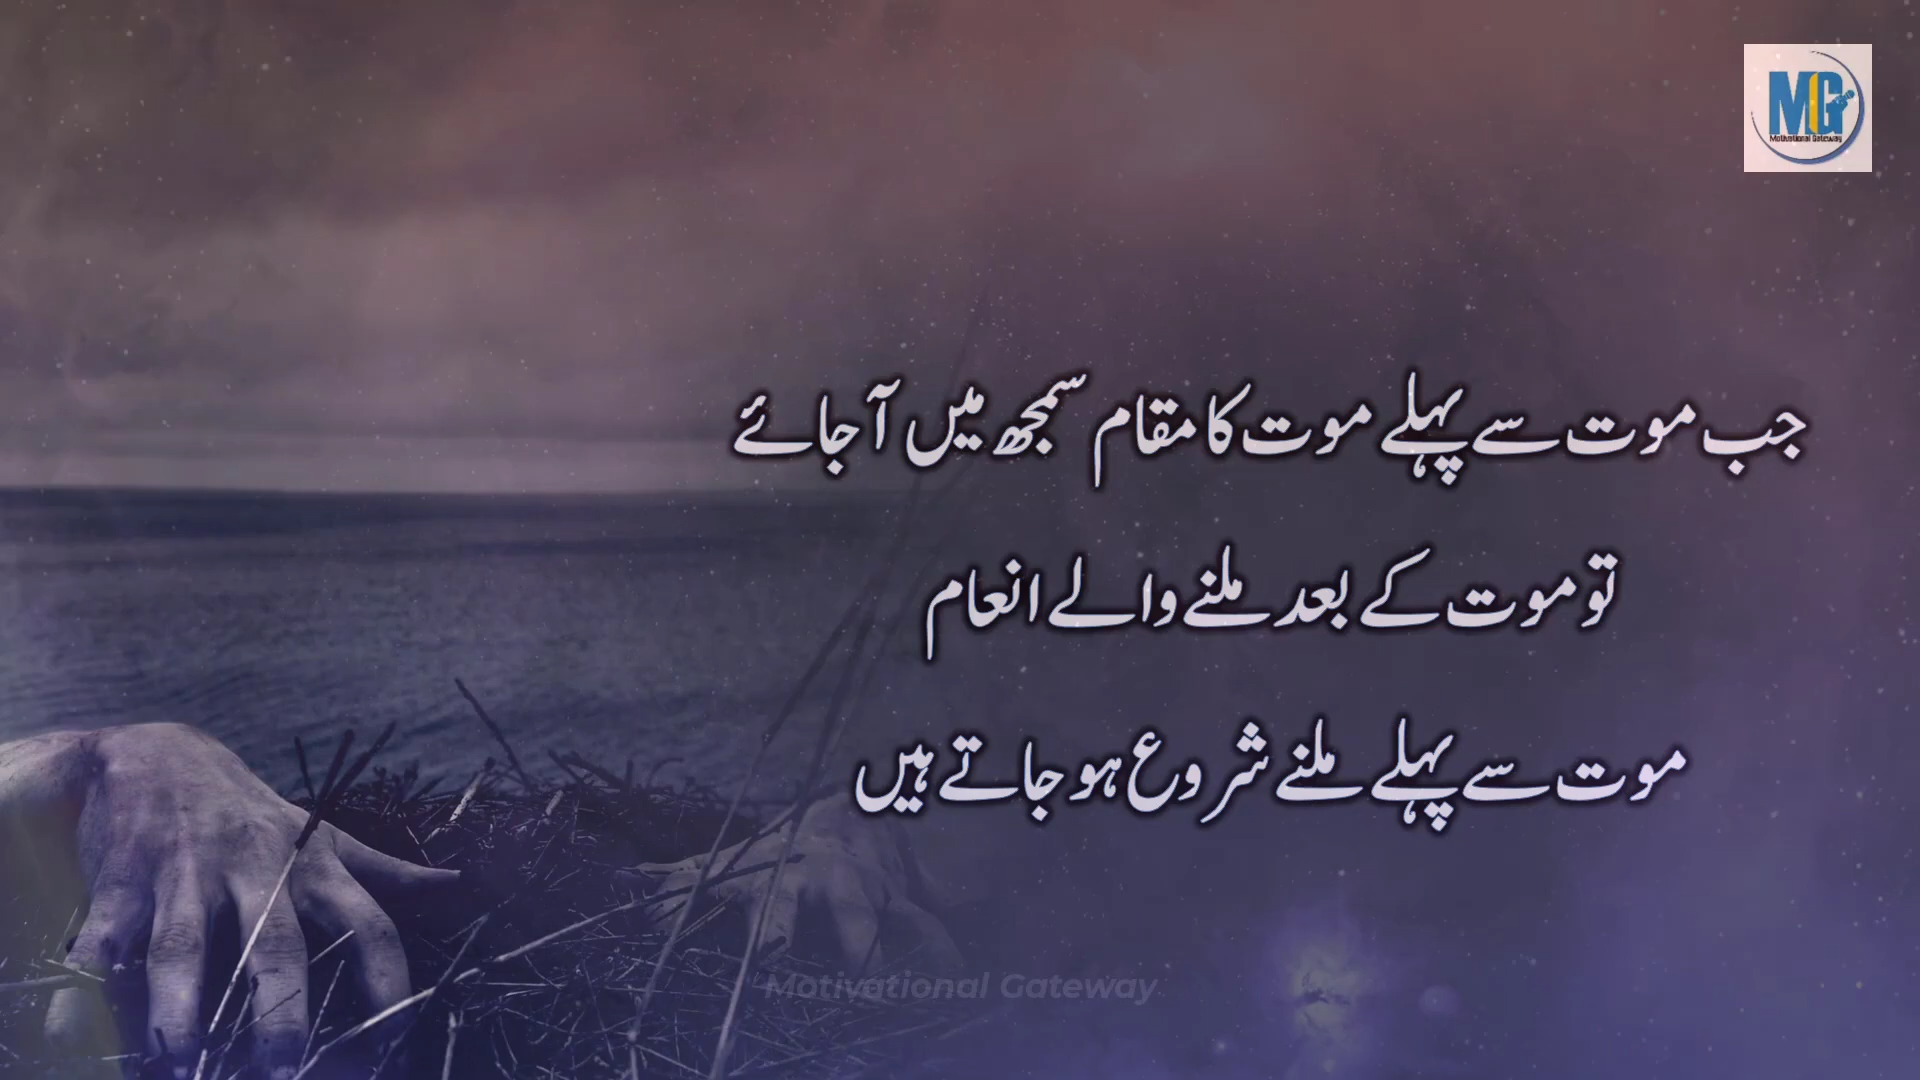 MG
Motivational Gateway
جب موت سے پہلے موت کا مقام سمجھ میں آ جائے
تو موت کے بعد ملنے والے انعام
موت سے پہلے ملنے شروع ہو جاتے ہیں
Motivational Gateway